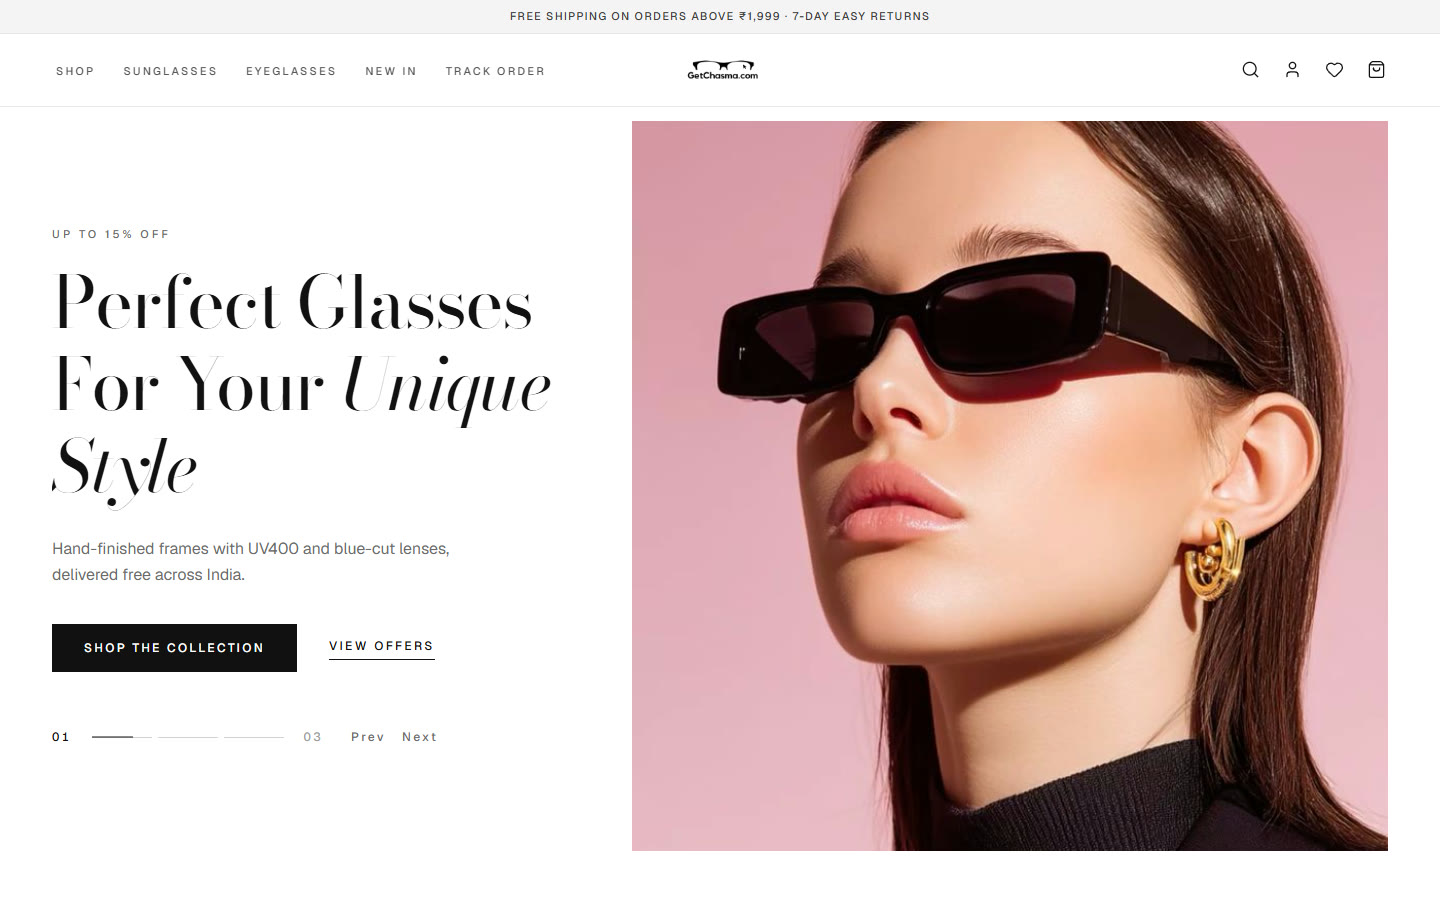 FREE SHIPPING ON ORDERS ABOVE ₹1,999 · 7-DAY EASY RETURNS
SHOP SUNGLASSES EYEGLASSES NEW IN TRACK ORDER
GetChasma.com
UP TO 15% OFF
Perfect Glasses
For Your Unique
Style
Hand-finished frames with UV400 and blue-cut lenses,
delivered free across India.
SHOP THE COLLECTION VIEW OFFERS
01 03 Prev Next